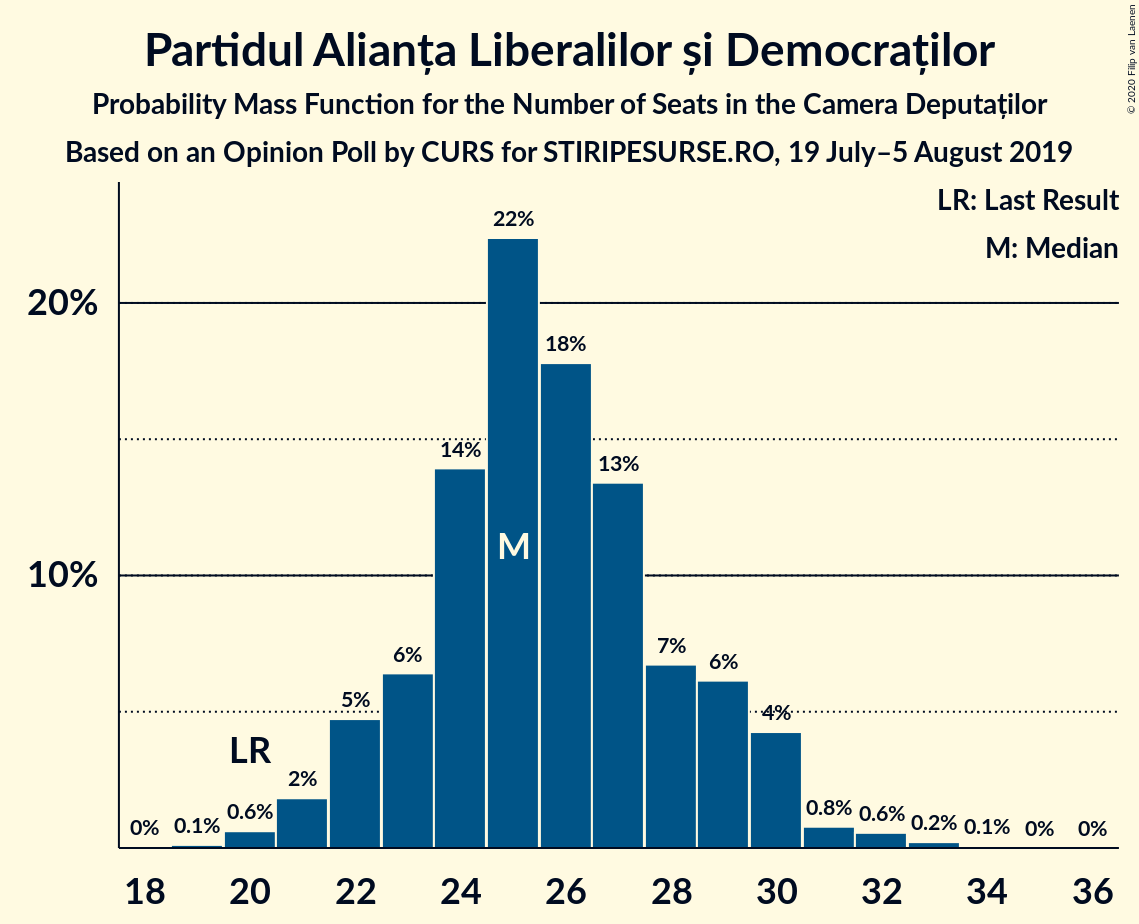 Partidul Alianța Liberalilor și Democraților
Probability Mass Function for the Number of Seats in the Camera Deputaților
Based on an Opinion Poll by CURS for STIRIPESURSE.RO, 19 July–5 August 2019
© 2020 Filip van Laenen
LR: Last Result
M: Median
22%
20%
18%
14%
13%
M
10%
7%
6%
6%
5%
4%
LR
2%
0.8%
0.6%
0.6%
0.2%
0% 0.1% 0.1% 0% 0%
18 20 22 24 26 28 30 32 34 36